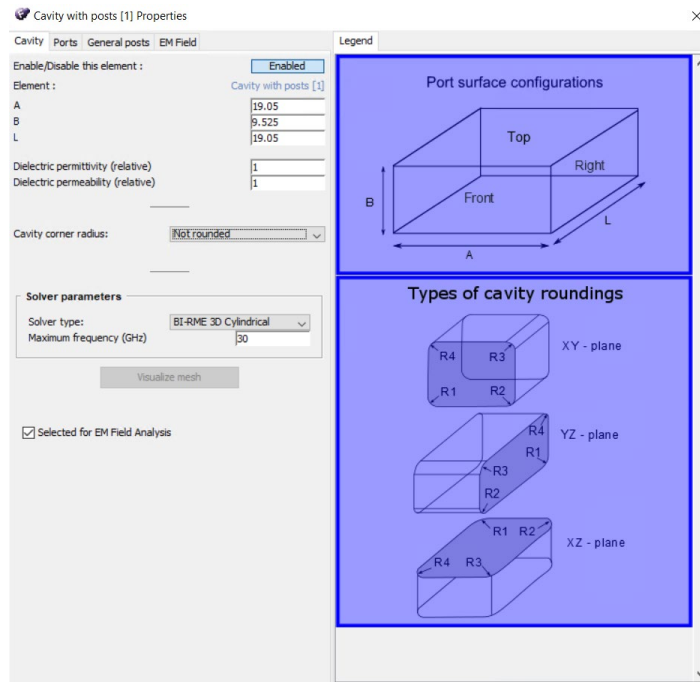 Cavity with posts [1] Properties
Cavity Ports General posts EM Field
Enable/Disable this element : Enabled
Element : Cavity with posts [1]
A 19.05
B 9.525
L 19.05
Dielectric permittivity (relative) 1
Dielectric permeability (relative) 1
Cavity corner radius: Not rounded
Solver parameters
Solver type: BI-RME 3D Cylindrical
Maximum frequency (GHz) 30
Visualize mesh
Selected for EM Field Analysis
Legend
Port surface configurations
Top
Right
Front
B
L
A
Types of cavity roundings
R4 R3
XY - plane
R1 R2
R4
YZ - plane
R1
R3
R2
R1 R2
XZ - plane
R4 R3